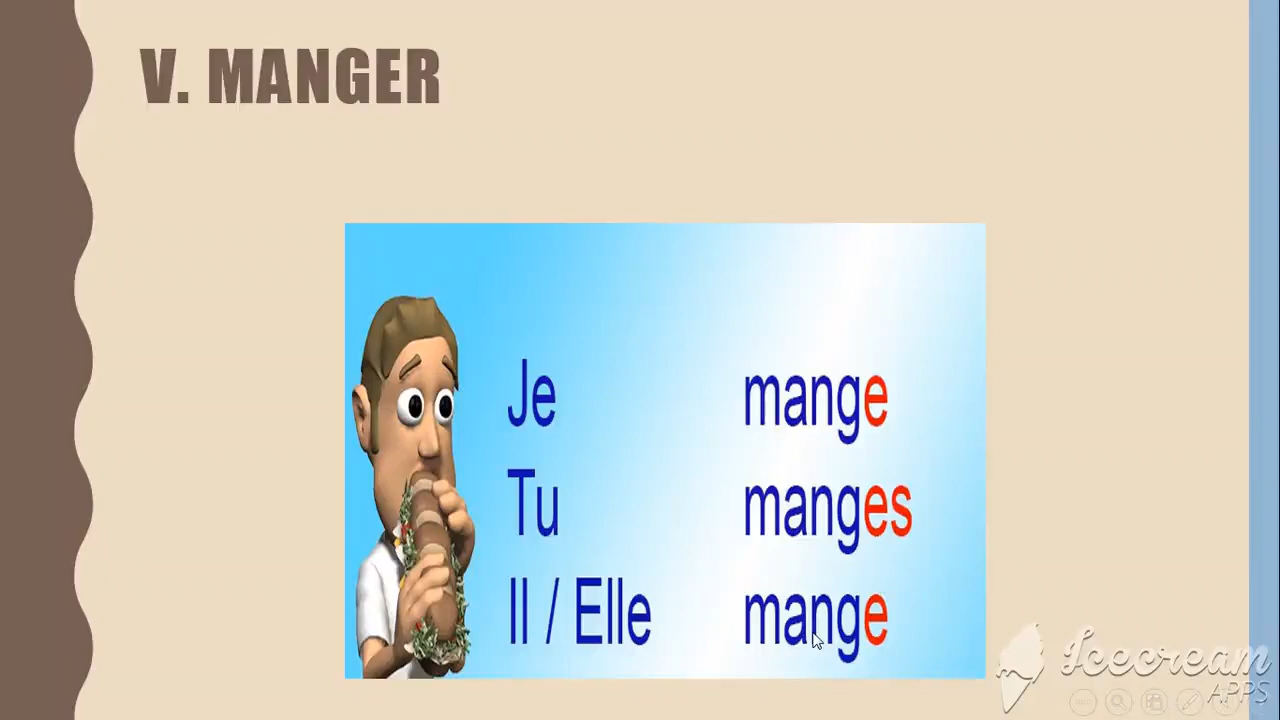 V. MANGER
Je mange
Tu manges
Il / Elle mange
Icecream
APPS